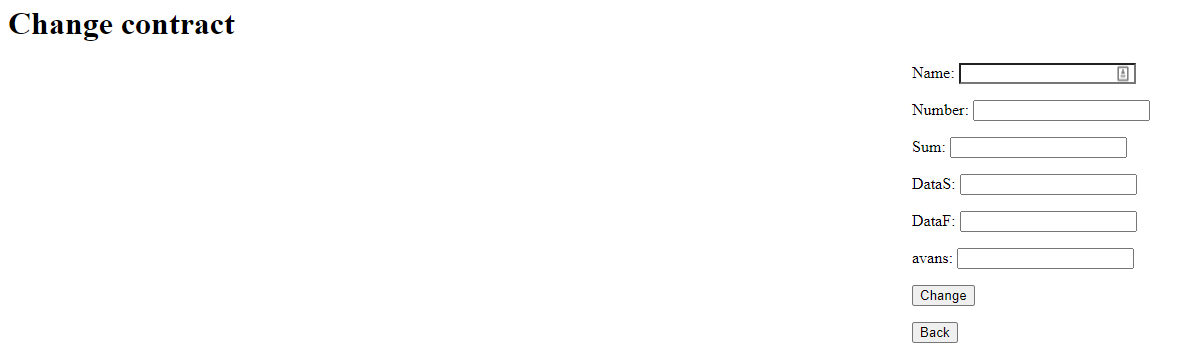 Change contract
Name:
Number:
Sum:
DataS:
DataF:
avans:
Change
Back